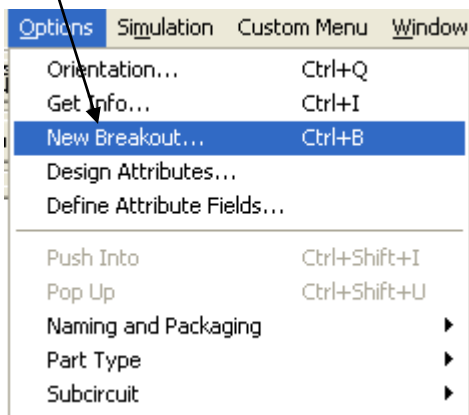 Options Simulation Custom Menu Window
Orientation... Ctrl+Q
Get Info... Ctrl+I
New Breakout... Ctrl+B
Design Attributes...
Define Attribute Fields...
Push Into Ctrl+Shift+I
Pop Up Ctrl+Shift+U
Naming and Packaging
Part Type
Subcircuit